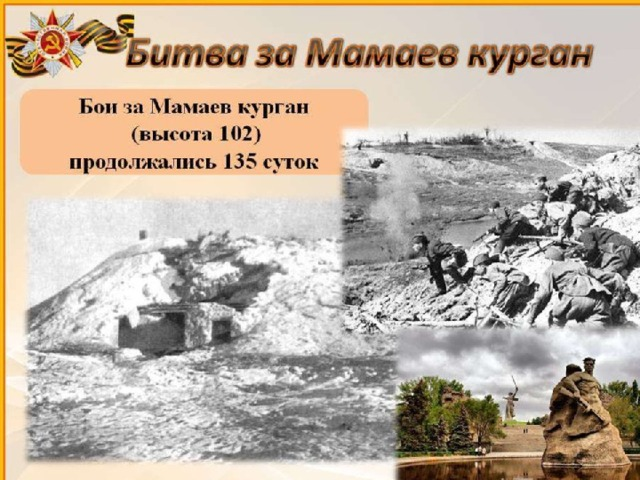 Битва за Мамаев курган
Бои за Мамаев курган
(высота 102)
продолжались 135 суток